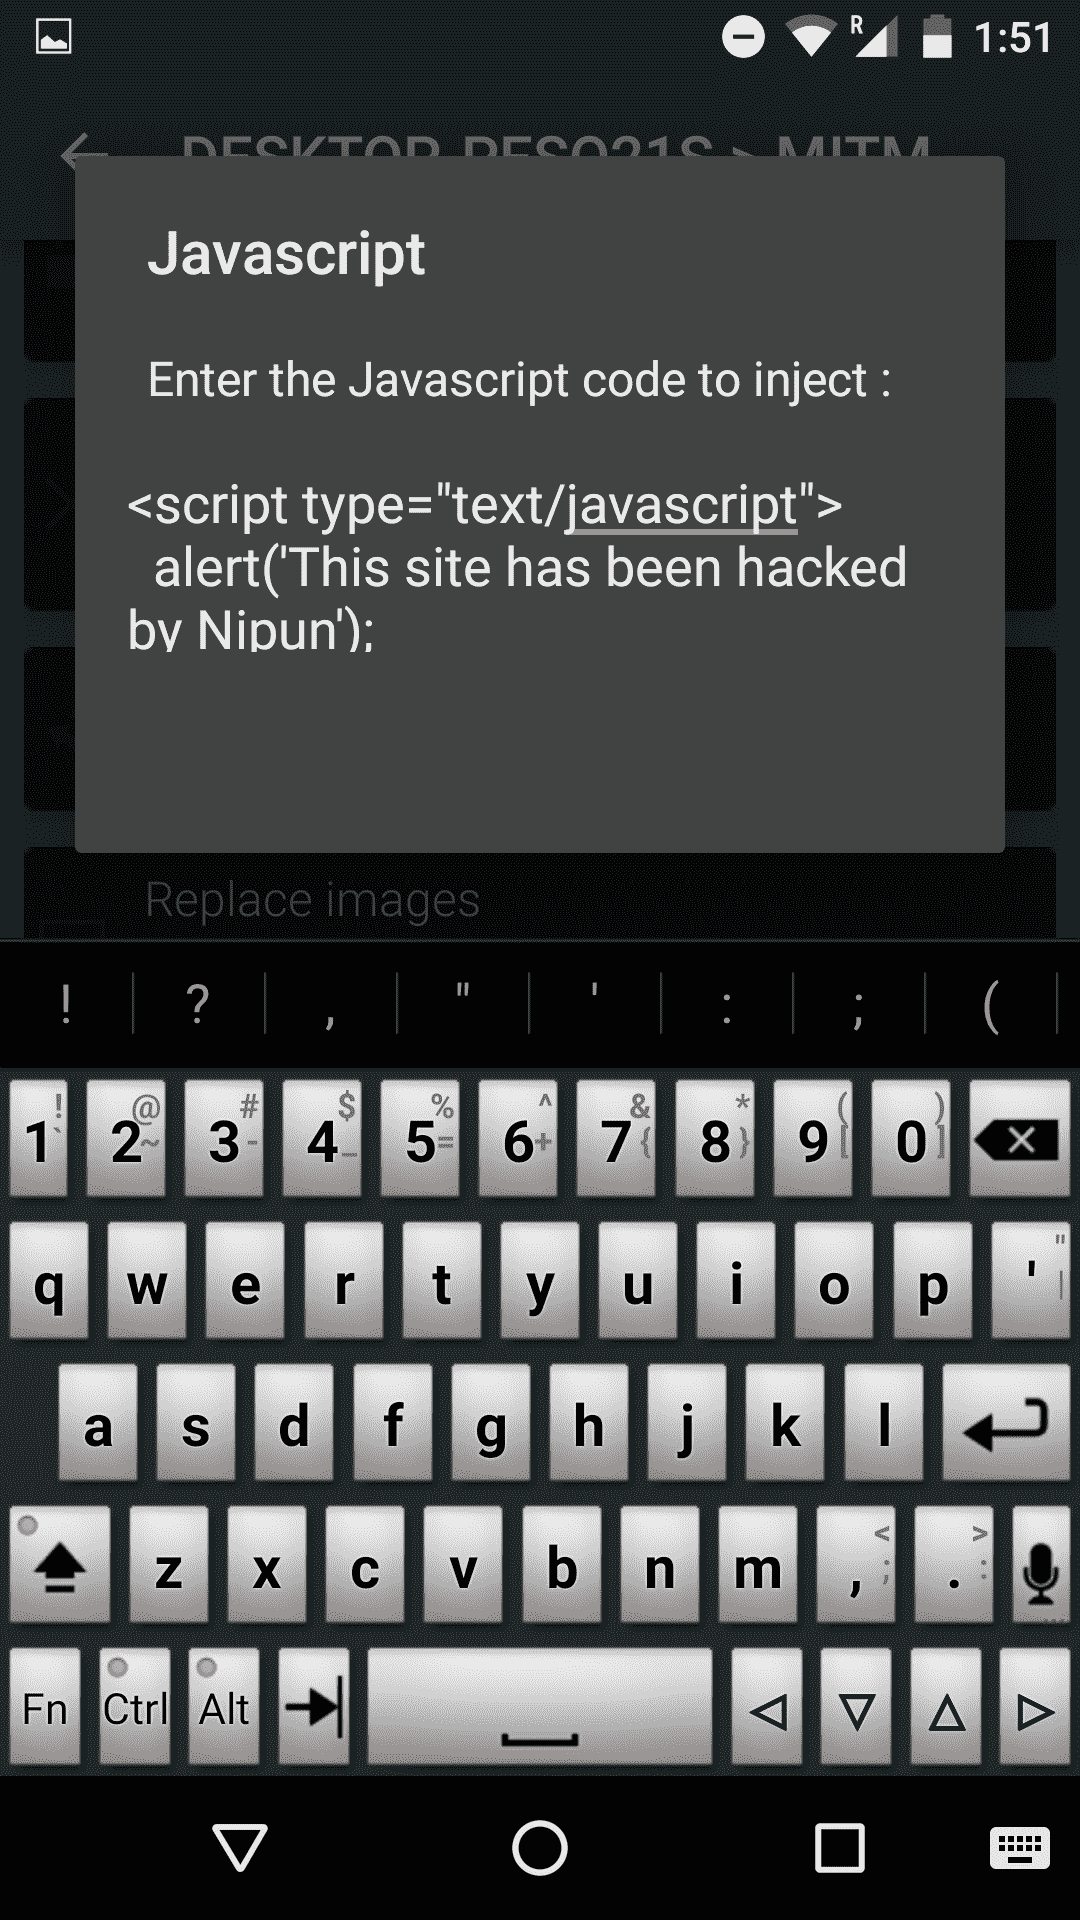 R 1:51
DESKTOP-PESO21S > MITM
Javascript
Enter the Javascript code to inject :
<script type="text/javascript">
alert('This site has been hacked
by Nipun');
Replace images
! ? , " ' : ; (
! @ # $ % ^ & * ( )
1 2 3 4 5 6 7 8 9 0
` ~ - _ = + { } [ ]
q w e r t y u i o p ' " |
a s d f g h j k l
z x c v b n m , < ; . > : ...
Fn Ctrl Alt